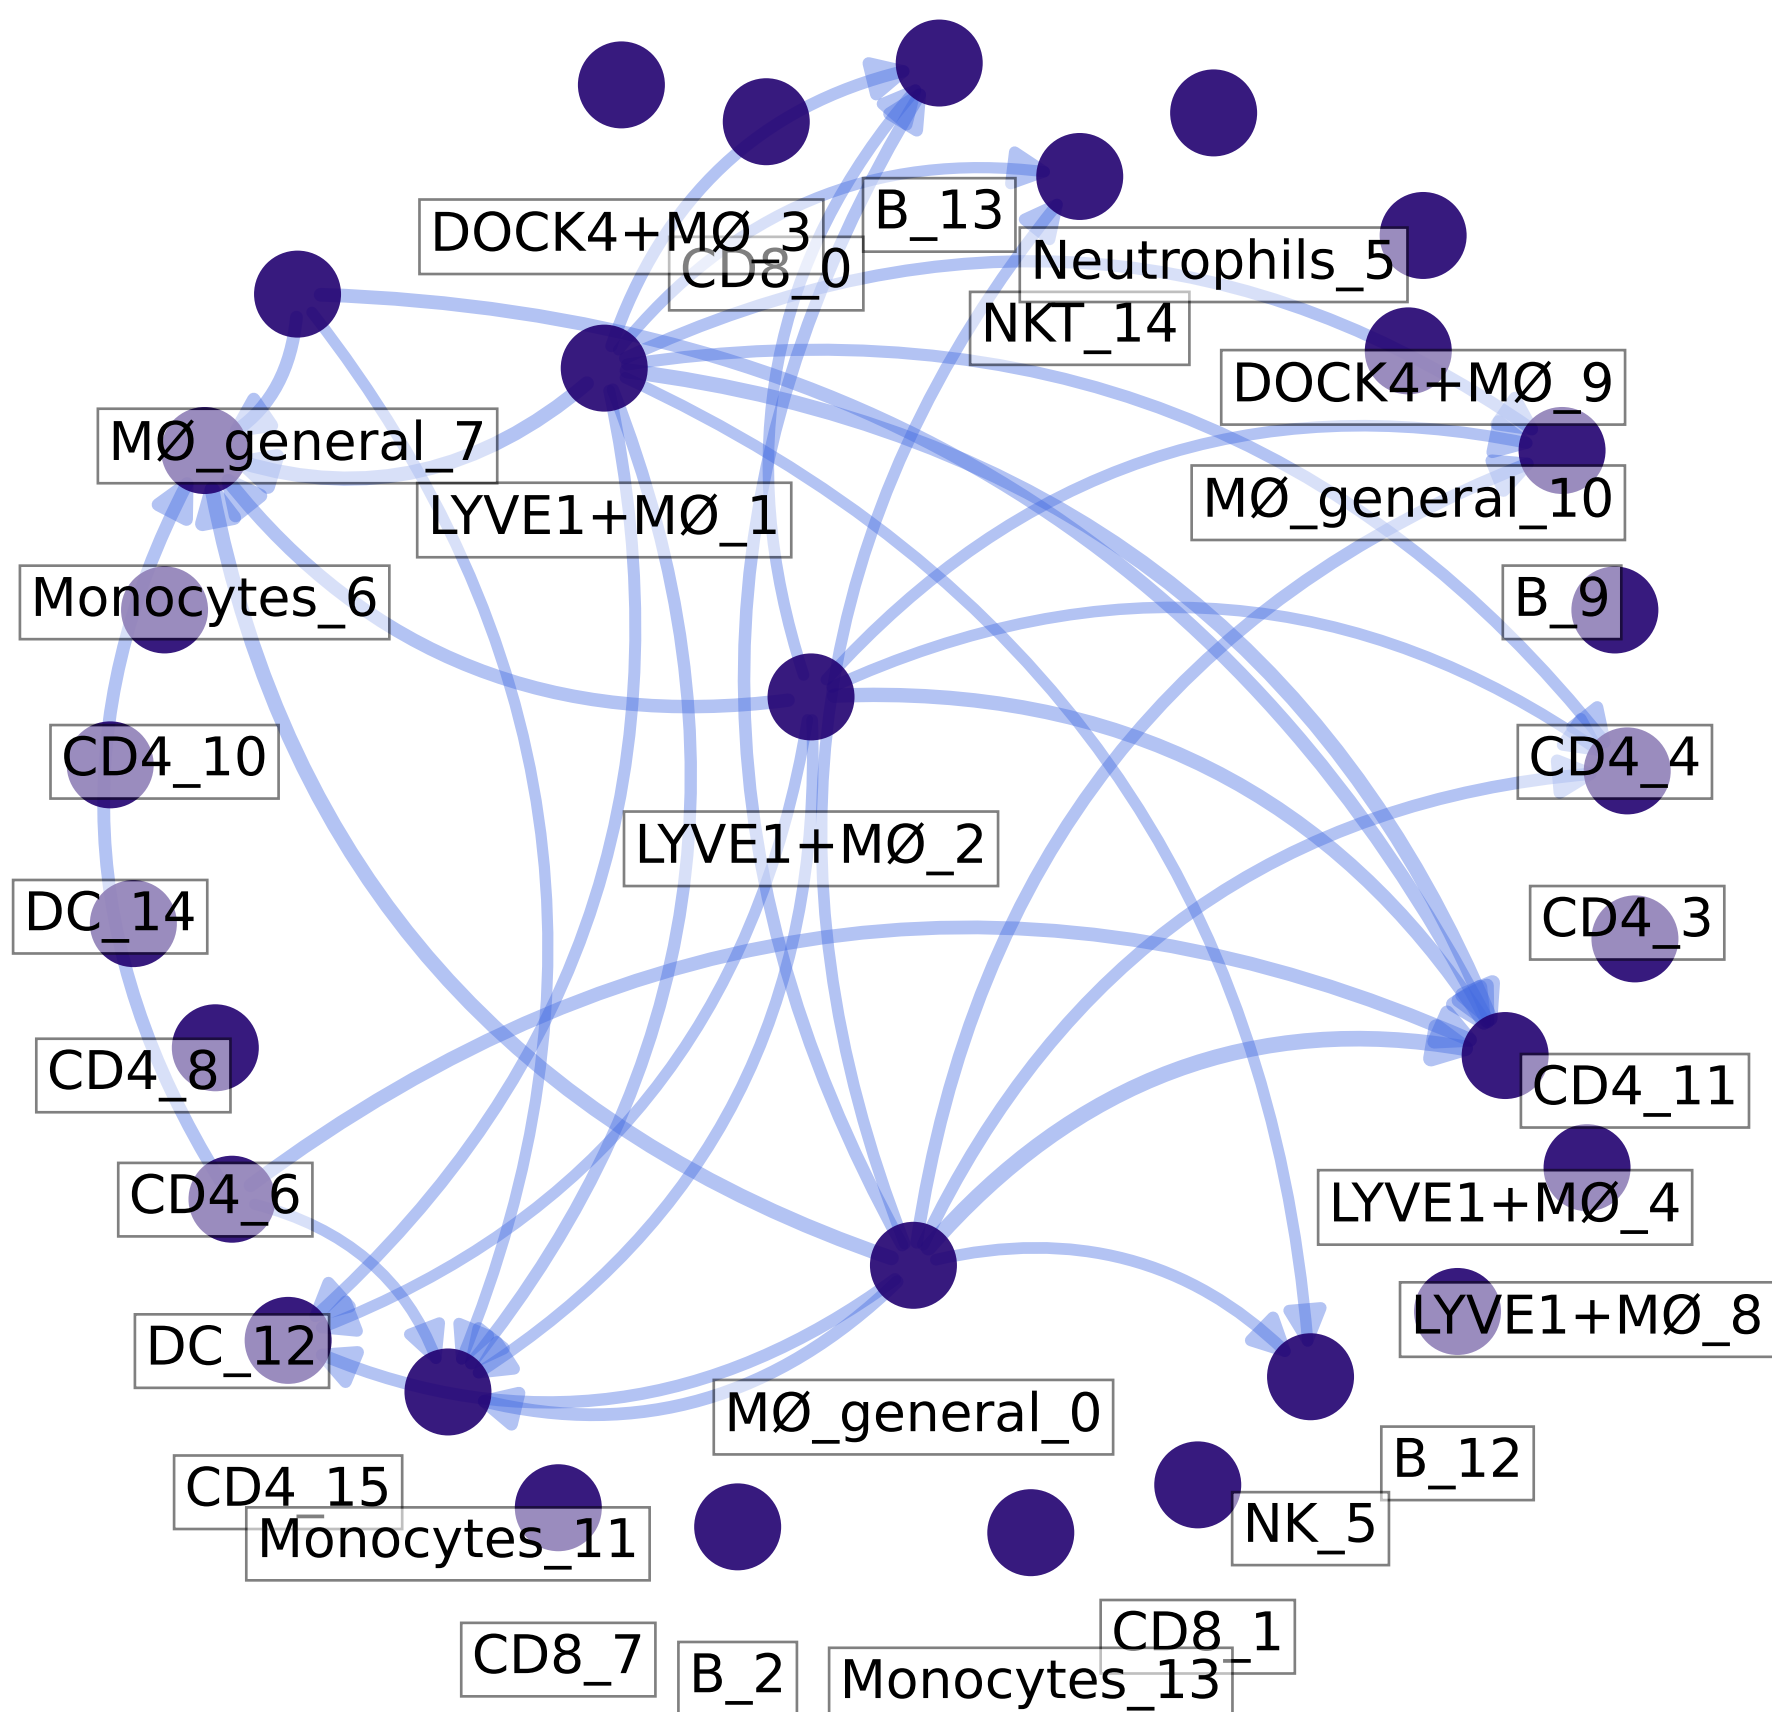 B_13
DOCK4+MØ_3
CD8_0
Neutrophils_5
NKT_14
DOCK4+MØ_9
MØ_general_7
MØ_general_10
LYVE1+MØ_1
Monocytes_6
B_9
CD4_10
CD4_4
LYVE1+MØ_2
DC_14
CD4_3
CD4_8
CD4_11
CD4_6
LYVE1+MØ_4
LYVE1+MØ_8
DC_12
MØ_general_0
B_12
CD4_15
NK_5
Monocytes_11
CD8_1
CD8_7
B_2
Monocytes_13